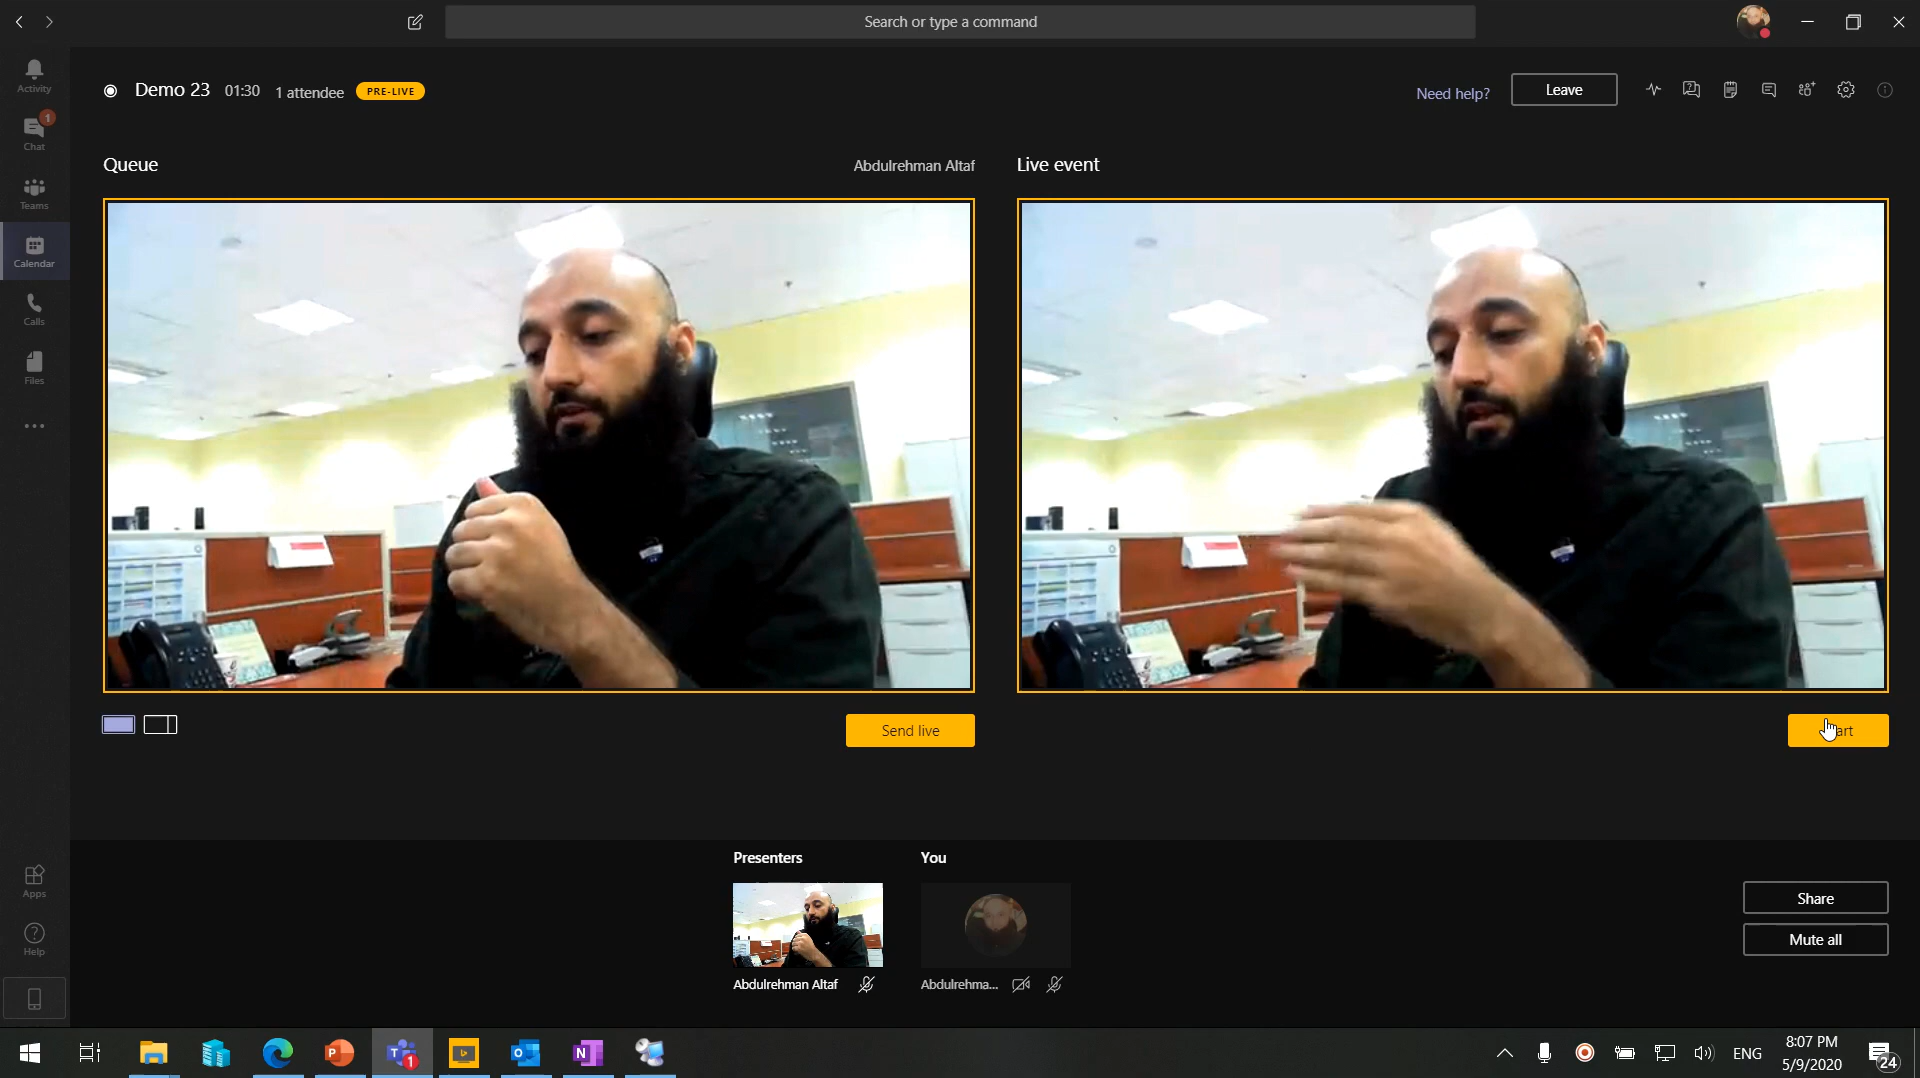 Search or type a command
Activity
1
Chat
Teams
Calendar
Calls
Files
Apps
Help
Demo 23 01:30 1 attendee PRE-LIVE
Need help? Leave
Queue Abdulrehman Altaf
Live event
Send live
Presenters
Abdulrehman Altaf
You
Abdulrehma...
Share
Mute all
1
ENG
8:07 PM
5/9/2020
24